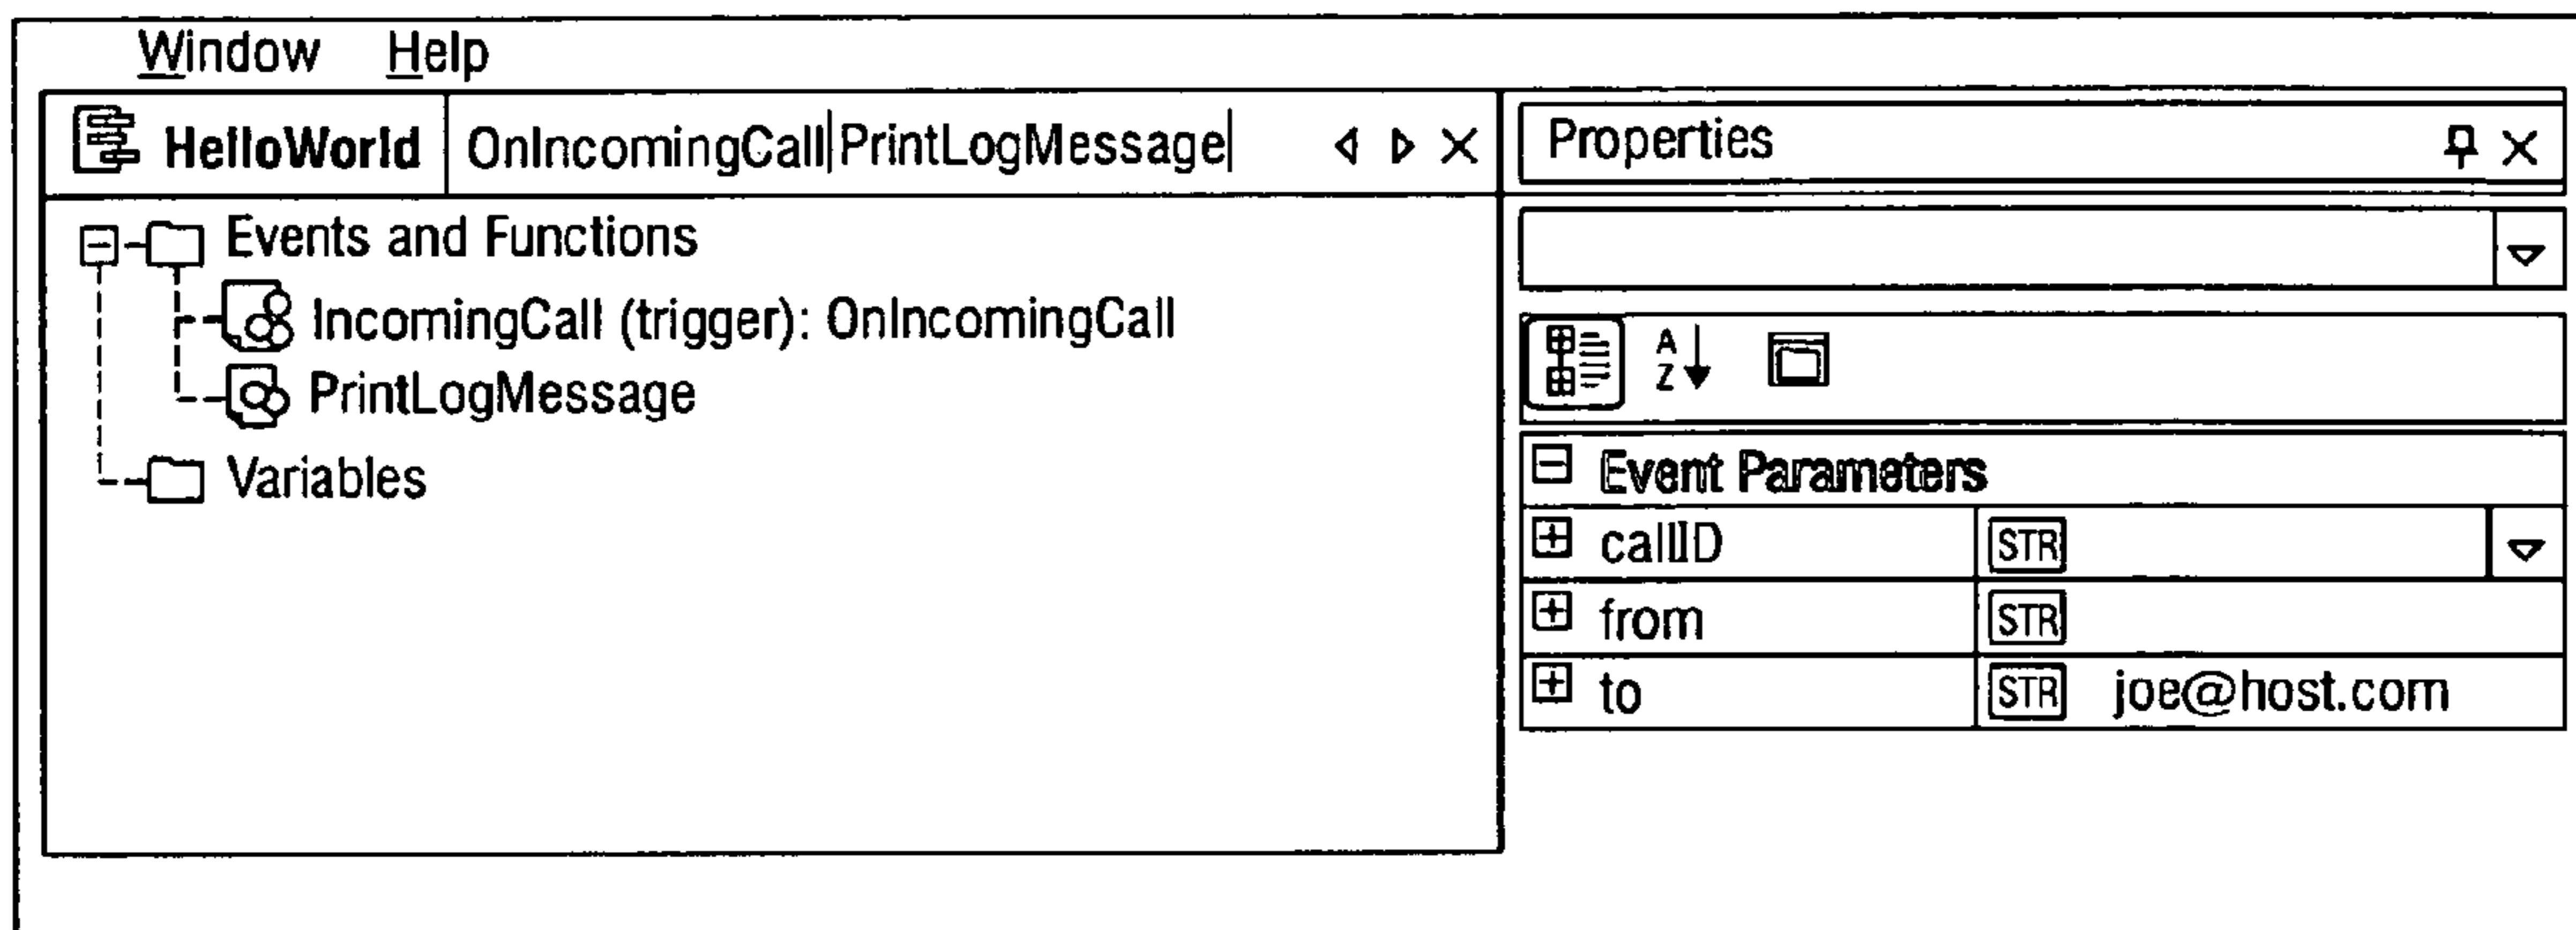 Window Help
HelloWorld OnIncomingCall PrintLogMessage
Events and Functions
IncomingCall (trigger): OnIncomingCall
PrintLogMessage
Variables
Properties
A
Z
Event Parameters
callID STR
from STR
to STR joe@host.com